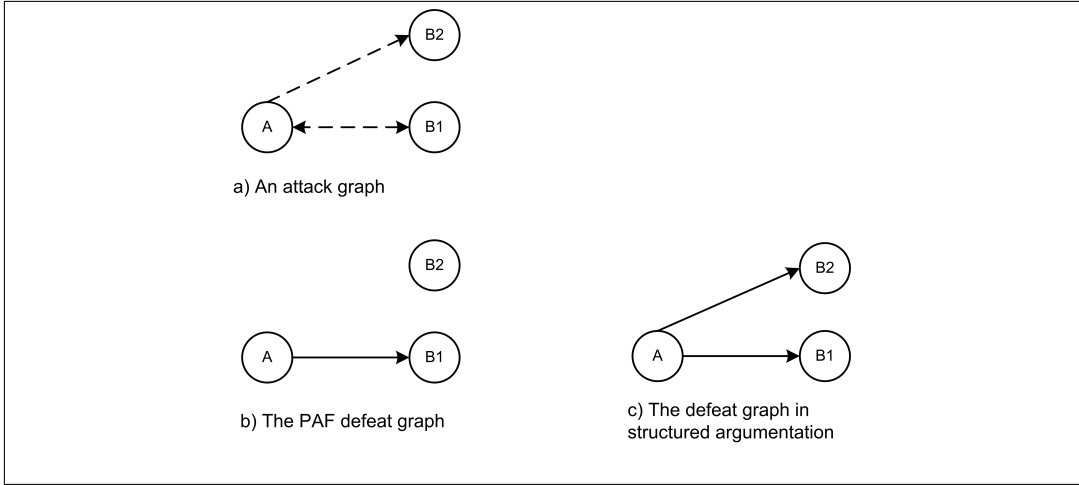 B2
A
B1
a) An attack graph
B2
A
B1
b) The PAF defeat graph
B2
A
B1
c) The defeat graph in
structured argumentation